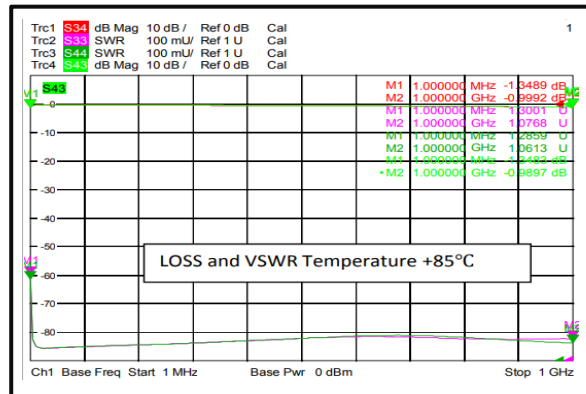 Trc1 S34 dB Mag 10 dB / Ref 0 dB Cal 1
Trc2 S33 SWR 100 mU/ Ref 1 U Cal
Trc3 S44 SWR 100 mU/ Ref 1 U Cal
Trc4 S43 dB Mag 10 dB / Ref 0 dB Cal
S43
M1 M2
M1 1.000000 MHz -1.3489 dB
M2 1.000000 GHz -0.9992 dB
M1 1.000000 MHz 1.3001 U
M2 1.000000 GHz 1.0768 U
M1 1.000000 MHz 1.2859 U
M2 1.000000 GHz 1.0613 U
M1 1.000000 MHz -1.3483 dB
•M2 1.000000 GHz -0.9897 dB
0
-10
-20
-30
-40
-50
-60
-70
-80
LOSS and VSWR Temperature +85°C
Ch1 Base Freq Start 1 MHz Base Pwr 0 dBm Stop 1 GHz